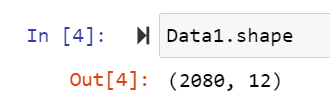 In [4]: Data1.shape
Out[4]: (2080, 12)